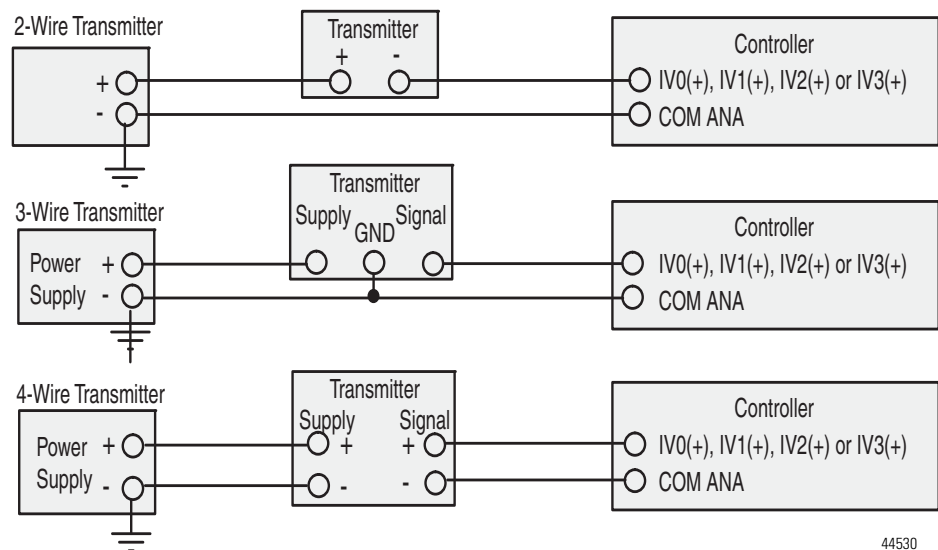 2-Wire Transmitter
+
-
Transmitter
+ -
Controller
IV0(+), IV1(+), IV2(+) or IV3(+)
COM ANA
3-Wire Transmitter
Power Supply
+
-
Transmitter
Supply GND Signal
Controller
IV0(+), IV1(+), IV2(+) or IV3(+)
COM ANA
4-Wire Transmitter
Power Supply
+
-
Transmitter
Supply Signal
+ +
- -
Controller
IV0(+), IV1(+), IV2(+) or IV3(+)
COM ANA
44530